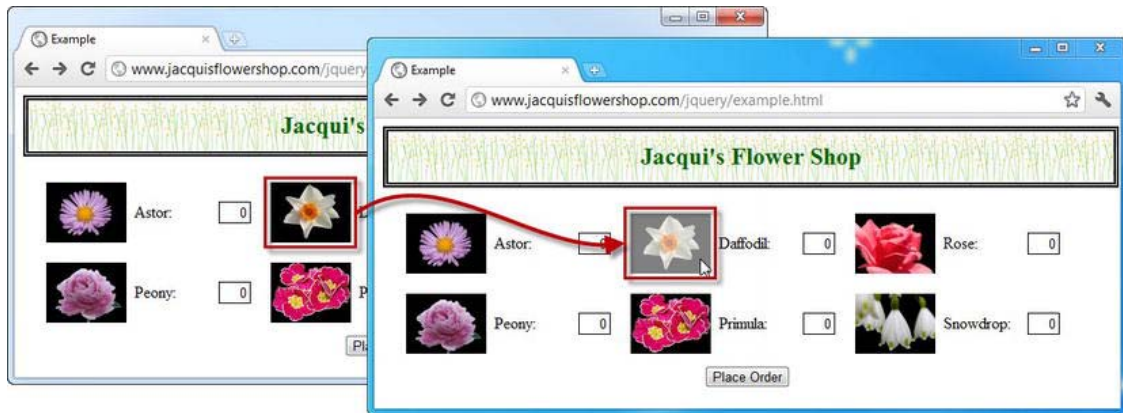 Example
www.jacquisflowershop.com/jquery
Jacqui's
Astor: 0
Peony: 0
Example
www.jacquisflowershop.com/jquery/example.html
Jacqui's Flower Shop
Astor: Daffodil: 0 Rose: 0
Peony: 0 Primula: 0 Snowdrop: 0
Place Order